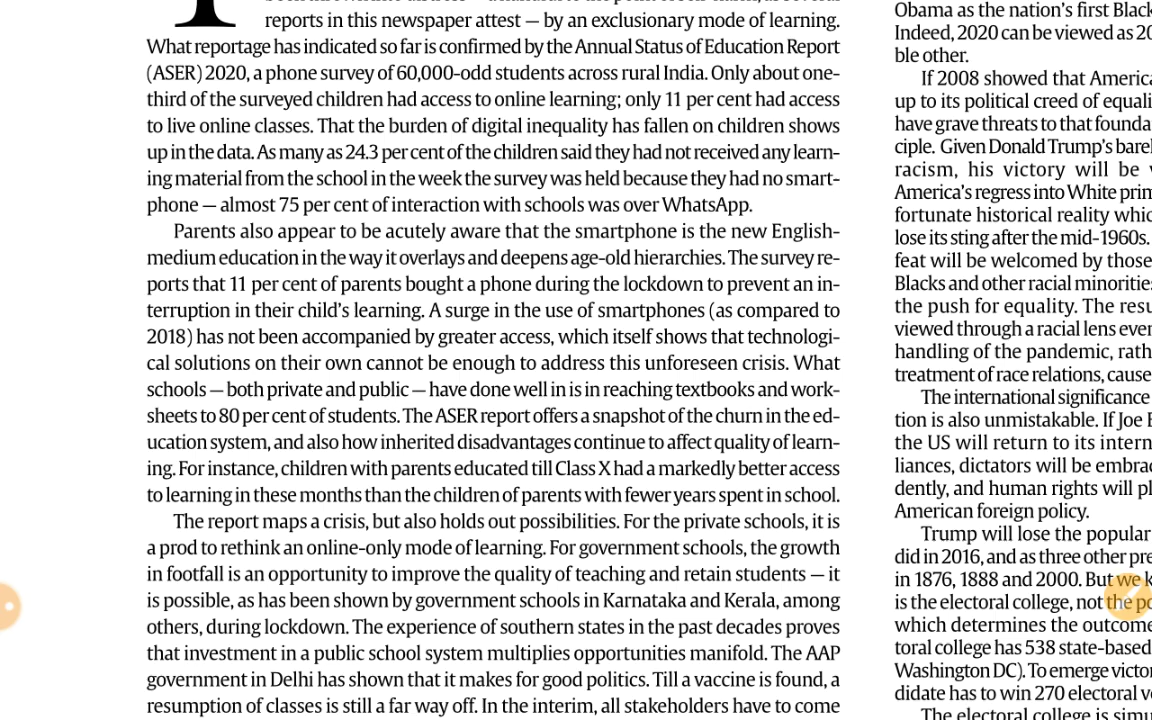 reports in this newspaper attest — by an exclusionary mode of learning.
What reportage has indicated so far is confirmed by the Annual Status of Education Report
(ASER) 2020, a phone survey of 60,000-odd students across rural India. Only about one-
third of the surveyed children had access to online learning; only 11 per cent had access
to live online classes. That the burden of digital inequality has fallen on children shows
up in the data. As many as 24.3 per cent of the children said they had not received any learn-
ing material from the school in the week the survey was held because they had no smart-
phone — almost 75 per cent of interaction with schools was over WhatsApp.
Parents also appear to be acutely aware that the smartphone is the new English-
medium education in the way it overlays and deepens age-old hierarchies. The survey re-
ports that 11 per cent of parents bought a phone during the lockdown to prevent an in-
terruption in their child's learning. A surge in the use of smartphones (as compared to
2018) has not been accompanied by greater access, which itself shows that technologi-
cal solutions on their own cannot be enough to address this unforeseen crisis. What
schools — both private and public — have done well in is in reaching textbooks and work-
sheets to 80 per cent of students. The ASER report offers a snapshot of the churn in the ed-
ucation system, and also how inherited disadvantages continue to affect quality of learn-
ing. For instance, children with parents educated till Class X had a markedly better access
to learning in these months than the children of parents with fewer years spent in school.
The report maps a crisis, but also holds out possibilities. For the private schools, it is
a prod to rethink an online-only mode of learning. For government schools, the growth
in footfall is an opportunity to improve the quality of teaching and retain students — it
is possible, as has been shown by government schools in Karnataka and Kerala, among
others, during lockdown. The experience of southern states in the past decades proves
that investment in a public school system multiplies opportunities manifold. The AAP
government in Delhi has shown that it makes for good politics. Till a vaccine is found, a
resumption of classes is still a far way off. In the interim, all stakeholders have to come
Obama as the nation's first Black
Indeed, 2020 can be viewed as 20
ble other.
If 2008 showed that America
up to its political creed of equali
have grave threats to that founda
ciple. Given Donald Trump's barel
racism, his victory will be
America's regress into White prim
fortunate historical reality whic
lose its sting after the mid-1960s.
feat will be welcomed by those
Blacks and other racial minorities
the push for equality. The resu
viewed through a racial lens even
handling of the pandemic, rath
treatment of race relations, cause
The international significance
tion is also unmistakable. If Joe B
the US will return to its intern
liances, dictators will be embrac
dently, and human rights will pl
American foreign policy.
Trump will lose the popular
did in 2016, and as three other pre
in 1876, 1888 and 2000. But we k
is the electoral college, not the po
which determines the outcome
toral college has 538 state-based
Washington DC). To emerge victor
didate has to win 270 electoral v
The electoral college is simu